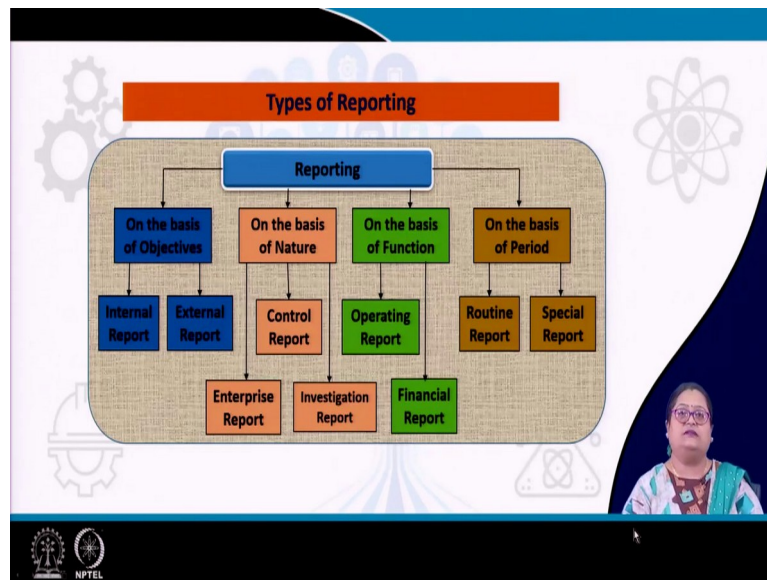 Types of Reporting
Reporting
On the basis
of Objectives
On the basis
of Nature
On the basis
of Function
On the basis
of Period
Internal
Report
External
Report
Control
Report
Operating
Report
Routine
Report
Special
Report
Enterprise
Report
Investigation
Report
Financial
Report
NPTEL